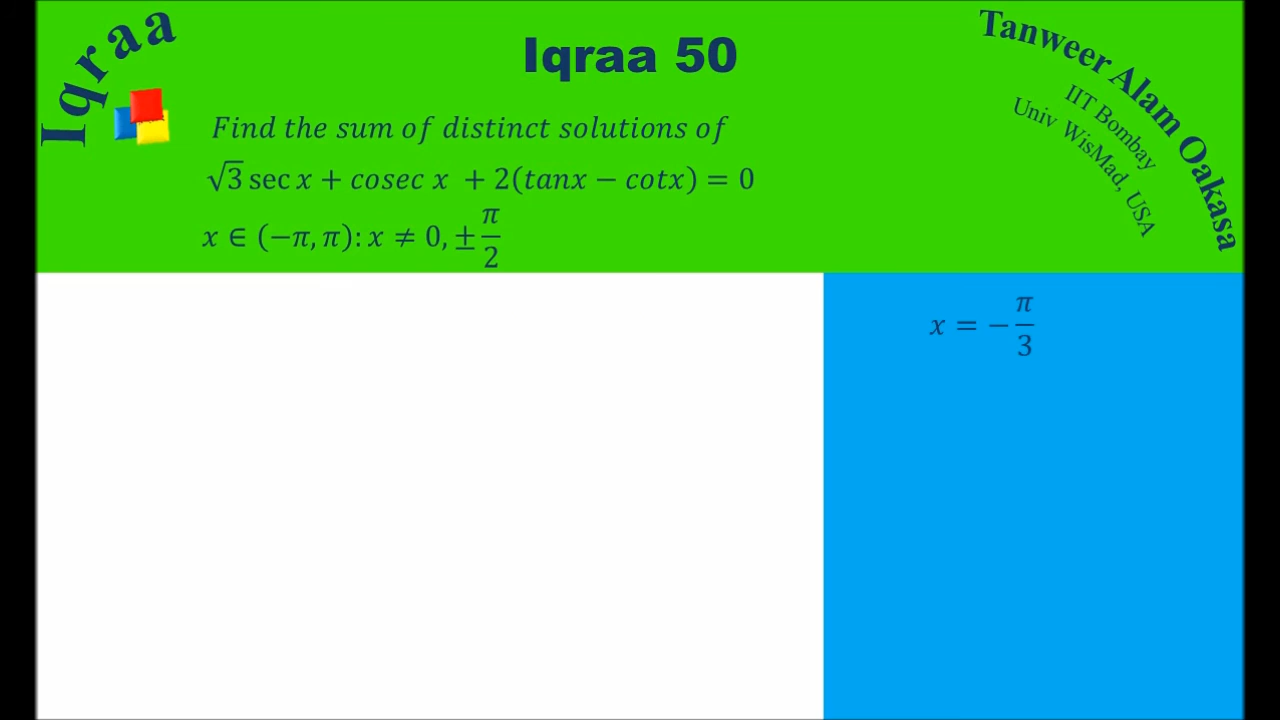 Iqraa
Iqraa 50
Tanweer Alam Oakasa
IIT Bombay
Univ WisMad, USA
Find the sum of distinct solutions of
√3 sec x + cosec x + 2(tanx − cotx) = 0
x ∈ (−π, π): x ≠ 0, ± π/2
x = − π/3